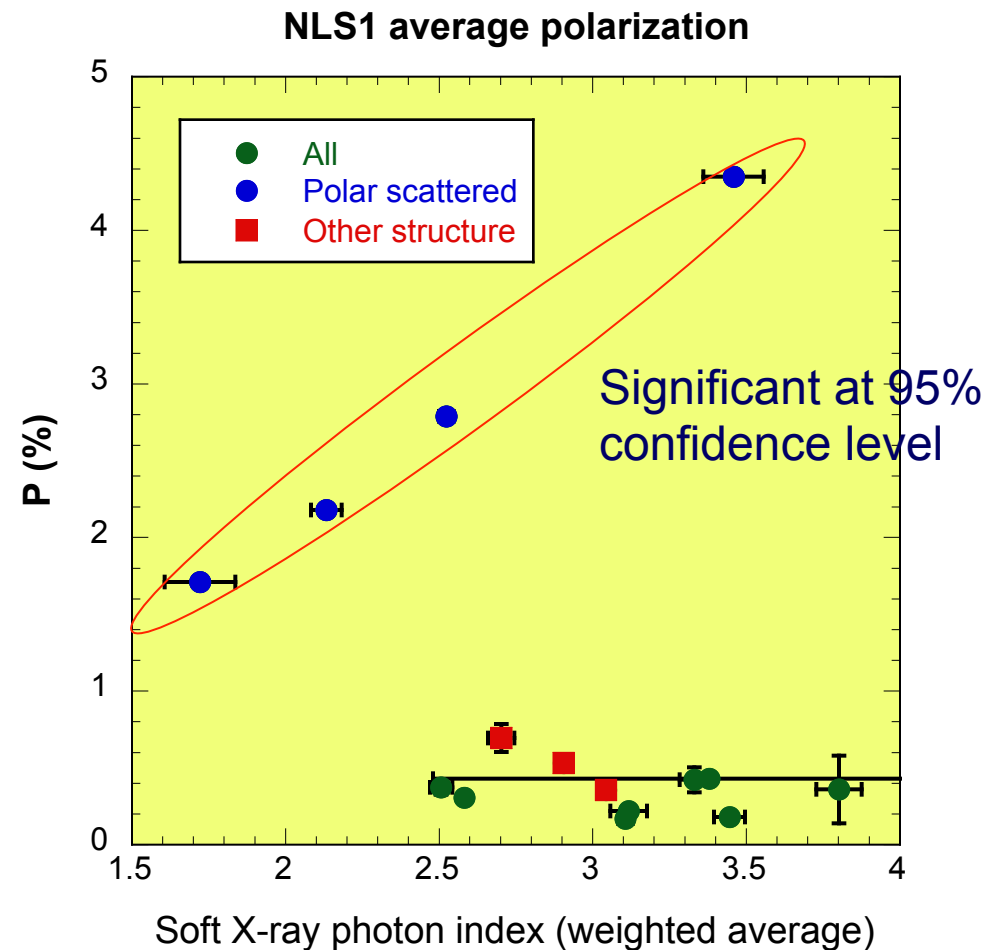 NLS1 average polarization
5
All
Polar scattered
4
Other structure
3
Significant at 95%
confidence level
P (%)
2
1
0
1.5 2 2.5 3 3.5 4
Soft X-ray photon index (weighted average)